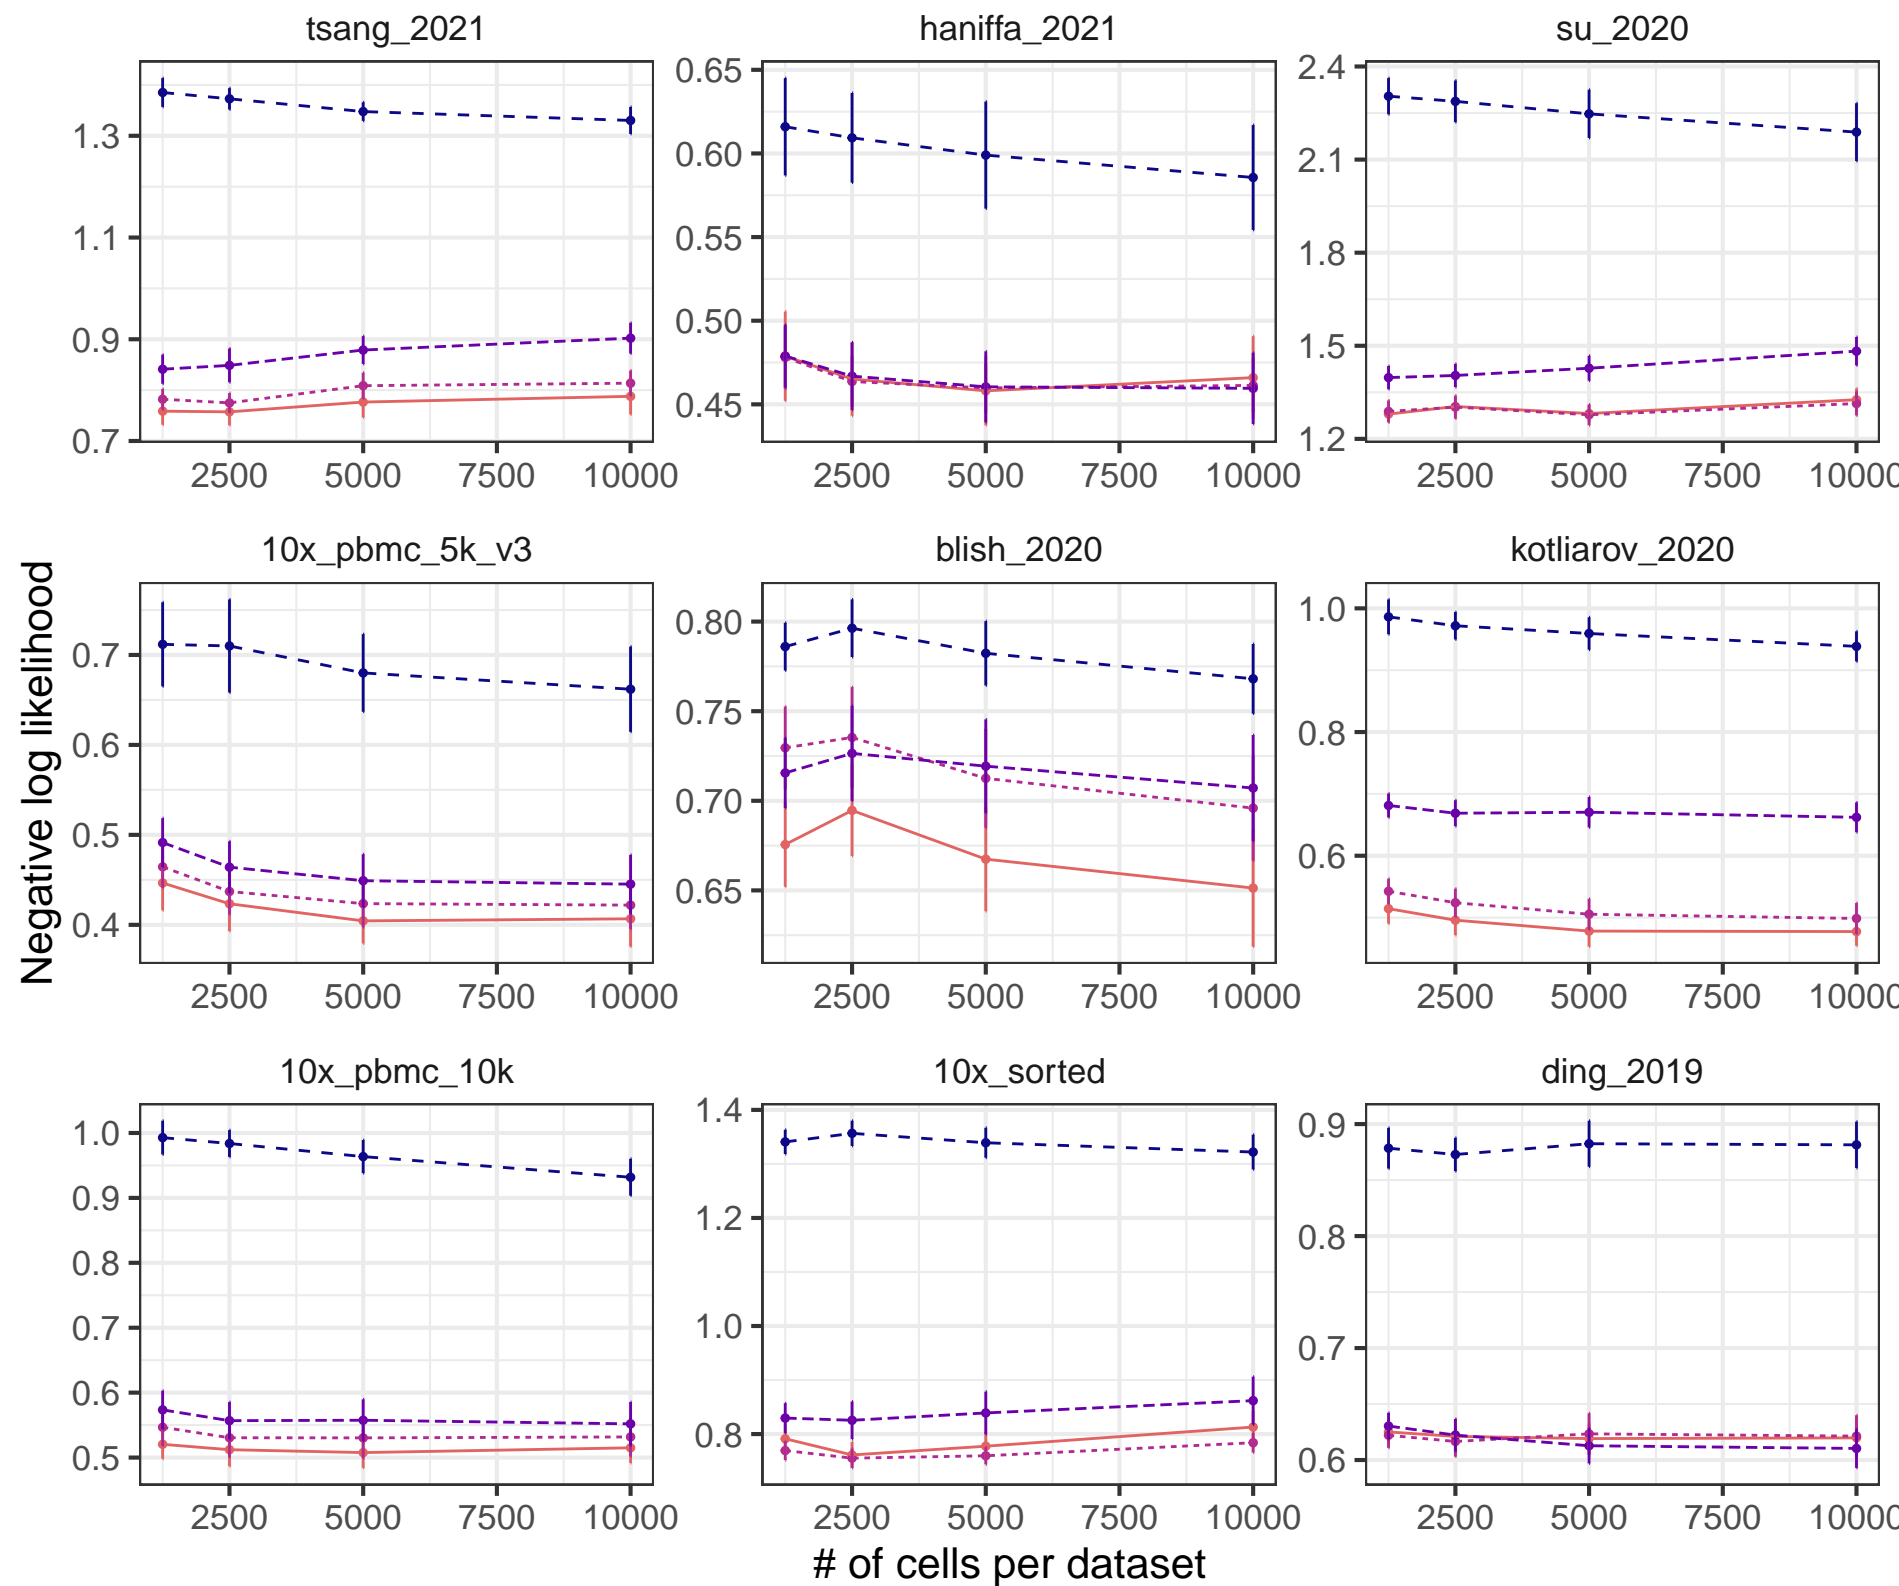 tsang_2021 haniffa_2021 su_2020
1.3
1.1
0.9
0.7
2500 5000 7500 10000
0.65
0.60
0.55
0.50
0.45
2500 5000 7500 10000
2.4
2.1
1.8
1.5
1.2
2500 5000 7500 10000
Negative log likelihood
10x_pbmc_5k_v3 blish_2020 kotliarov_2020
0.7
0.6
0.5
0.4
2500 5000 7500 10000
0.80
0.75
0.70
0.65
2500 5000 7500 10000
1.0
0.8
0.6
2500 5000 7500 10000
10x_pbmc_10k 10x_sorted ding_2019
1.0
0.9
0.8
0.7
0.6
0.5
2500 5000 7500 10000
1.4
1.2
1.0
0.8
2500 5000 7500 10000
0.9
0.8
0.7
0.6
2500 5000 7500 10000
# of cells per dataset